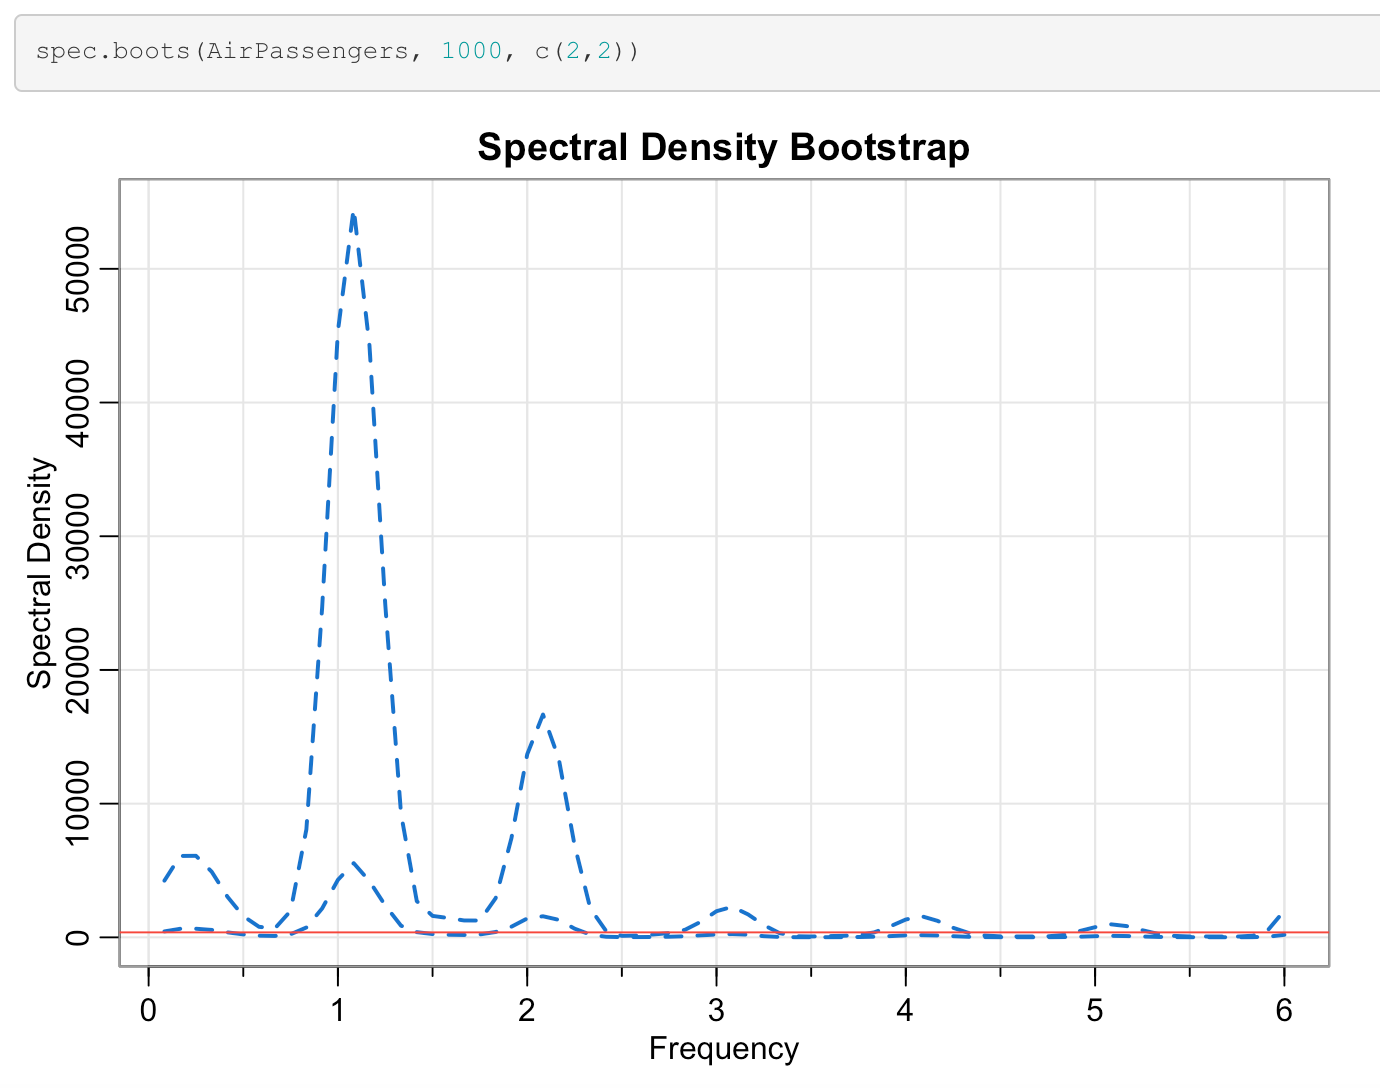 spec.boots(AirPassengers, 1000, c(2,2))
Spectral Density Bootstrap
Spectral Density
50000
40000
30000
20000
10000
0
0 1 2 3 4 5 6
Frequency